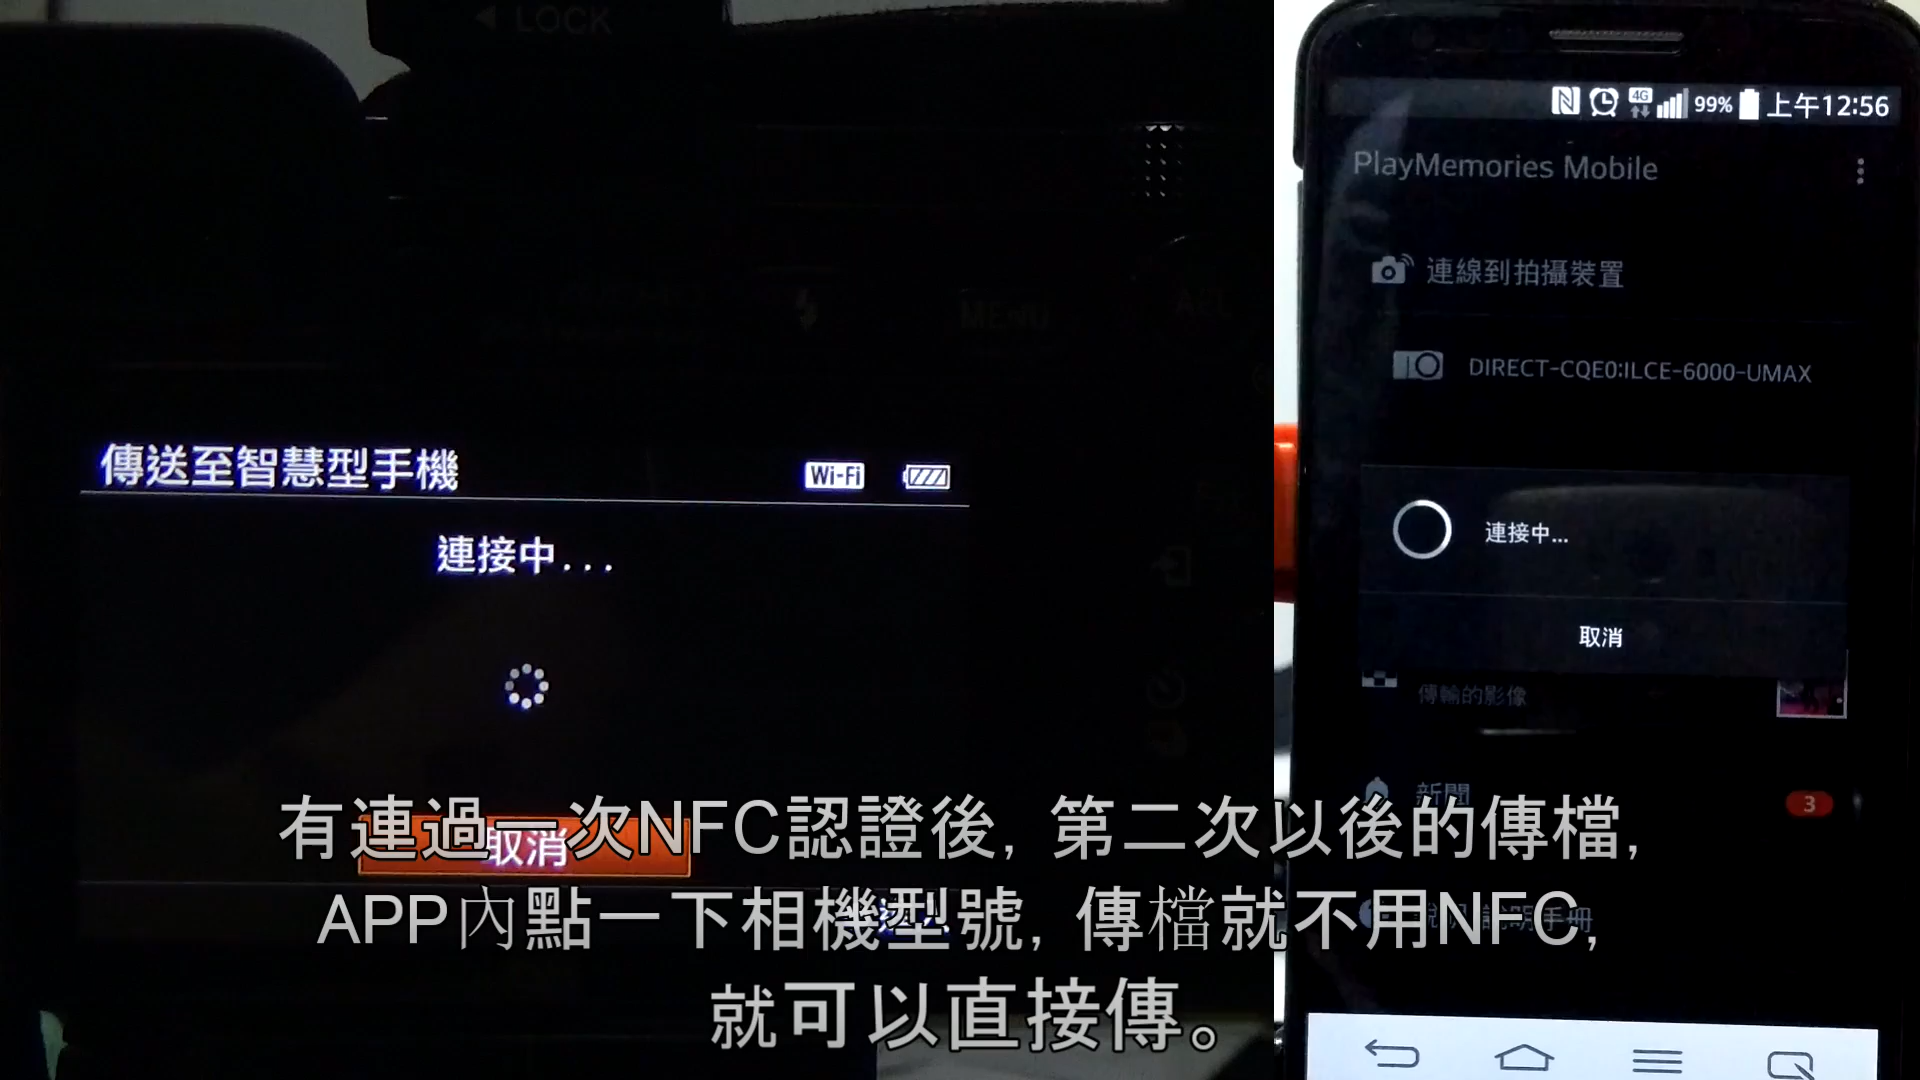 LOCK
MENU
AEL
傳送至智慧型手機
Wi-Fi
連接中...
取消
4G
99%
上午12:56
PlayMemories Mobile
連線到拍攝裝置
DIRECT-CQE0:ILCE-6000-UMAX
連接中...
取消
傳輸的影像
新聞
3
有連過一次NFC認證後, 第二次以後的傳檔,
APP內點一下相機型號, 傳檔就不用NFC,
就可以直接傳。